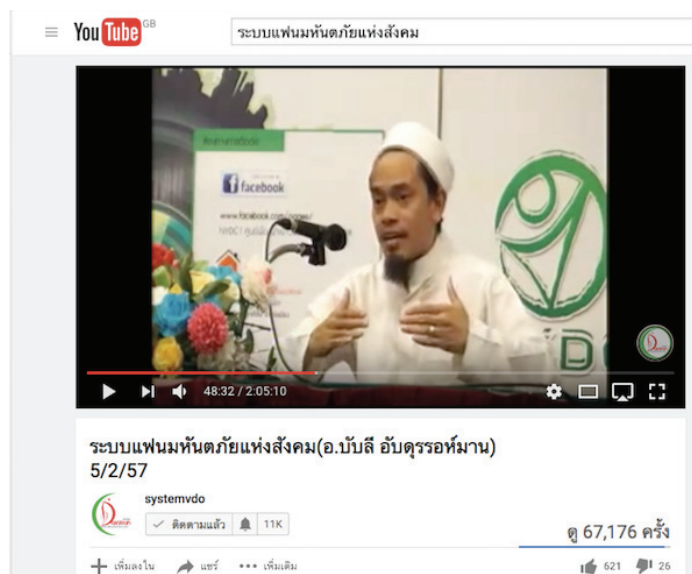 You Tube GB
ระบบแฟนมหันตภัยแห่งสังคม
facebook
www.facebook.com/pages/
48:32 / 2:05:10
ระบบแฟนมหันตภัยแห่งสังคม(อ.บับลี อับดุรรอห์มาน)
5/2/57
systemvdo
ติดตามแล้ว 11K
ดู 67,176 ครั้ง
เพิ่มลงใน แชร์ เพิ่มเติม 621 26